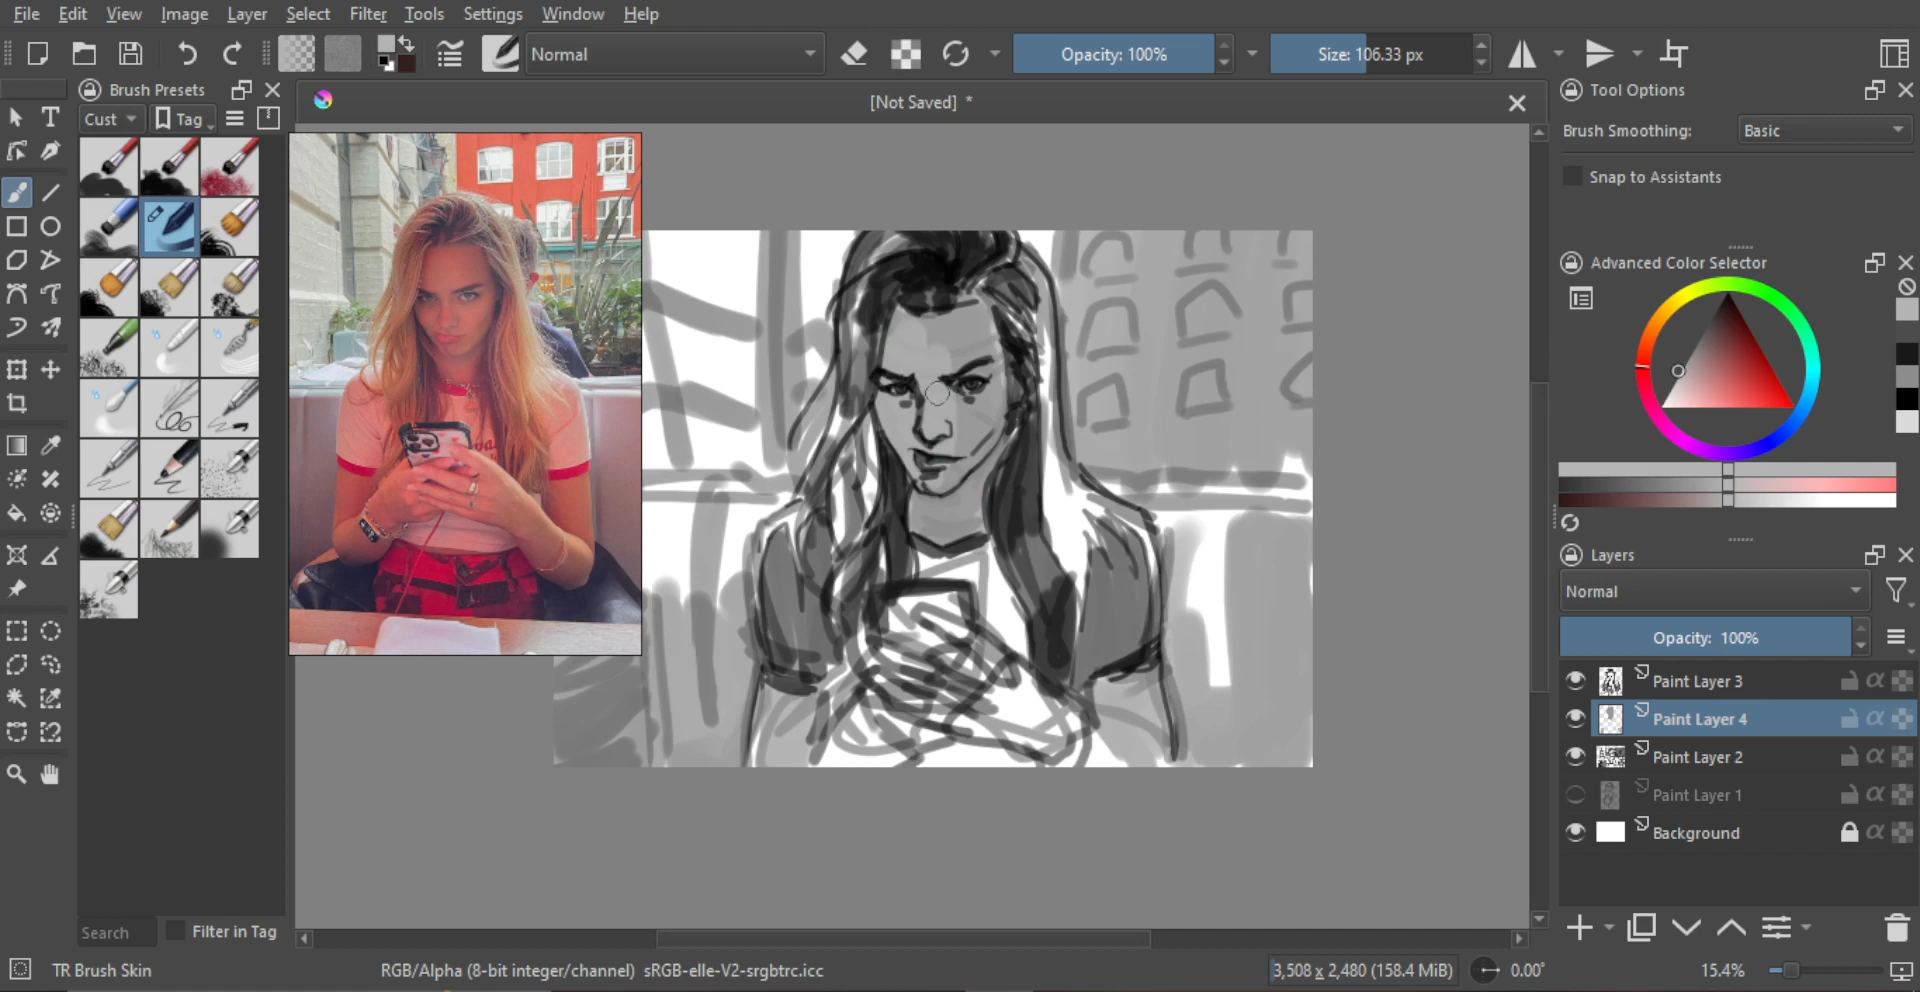 File Edit View Image Layer Select Filter Tools Settings Window Help
Normal
Opacity: 100%
Size: 106.33 px
Brush Presets
Cust
Tag
[Not Saved] *
Tool Options
Brush Smoothing:
Basic
Snap to Assistants
Advanced Color Selector
Layers
Normal
Opacity: 100%
Paint Layer 3
Paint Layer 4
Paint Layer 2
Paint Layer 1
Background
Search
Filter in Tag
TR Brush Skin
RGB/Alpha (8-bit integer/channel) sRGB-elle-V2-srgbtrc.icc
3,508 x 2,480 (158.4 MiB)
0.00°
15.4%